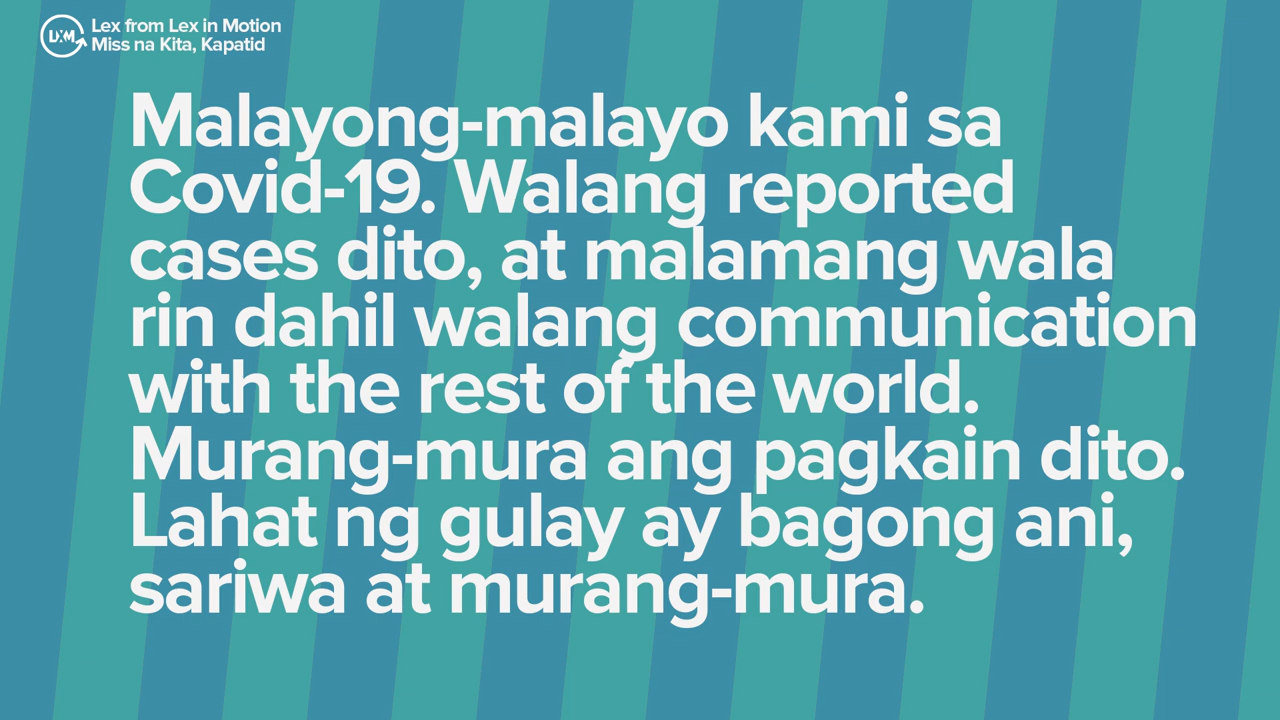 LXM
Lex from Lex in Motion
Miss na Kita, Kapatid
Malayong-malayo kami sa
Covid-19. Walang reported
cases dito, at malamang wala
rin dahil walang communication
with the rest of the world.
Murang-mura ang pagkain dito.
Lahat ng gulay ay bagong ani,
sariwa at murang-mura.